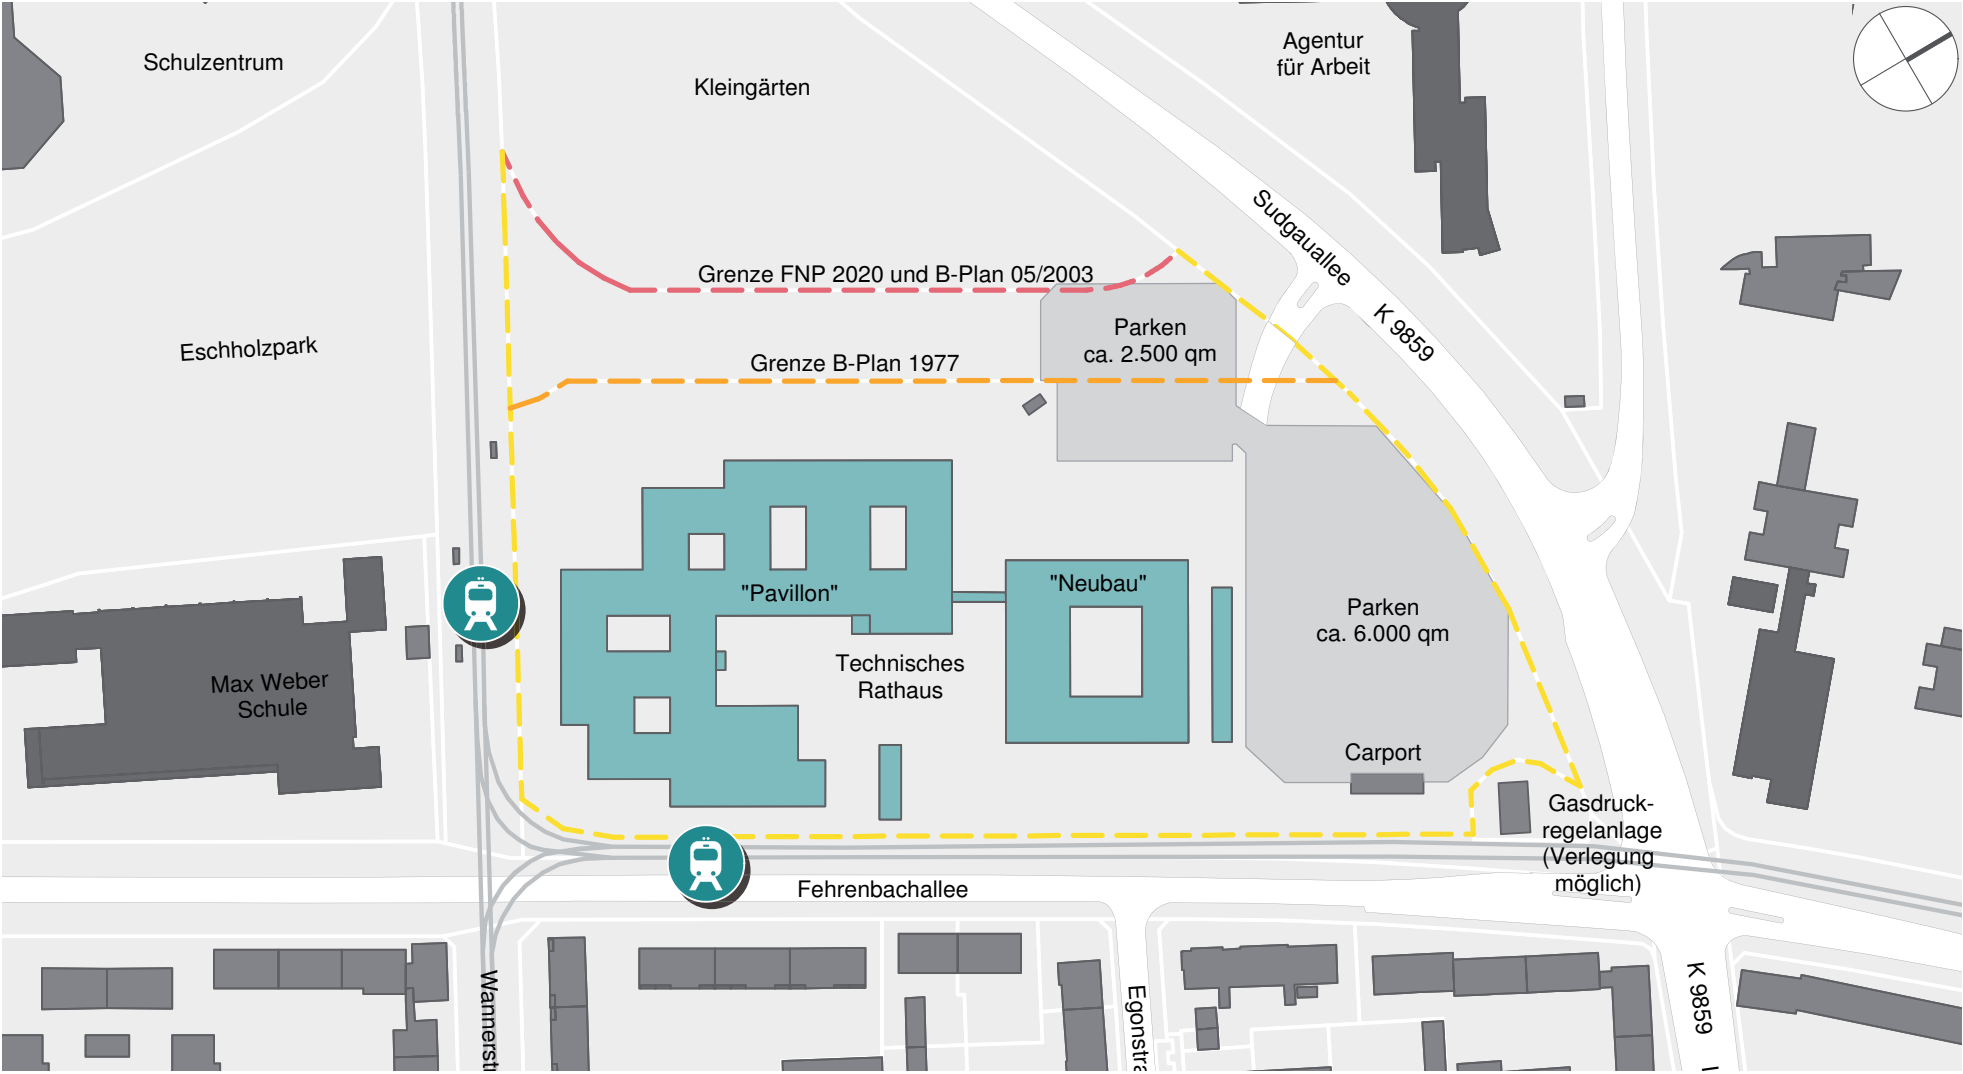 Schulzentrum
Kleingärten
Agentur
für Arbeit
Sudgauallee
K 9859
Grenze FNP 2020 und B-Plan 05/2003
Parken
ca. 2.500 qm
Eschholzpark
Grenze B-Plan 1977
"Pavillon"
"Neubau"
Parken
ca. 6.000 qm
Technisches
Rathaus
Max Weber
Schule
Carport
Gasdruck-
regelanlage
(Verlegung
möglich)
Fehrenbachallee
Wannerstr
Egonstra
K 9859